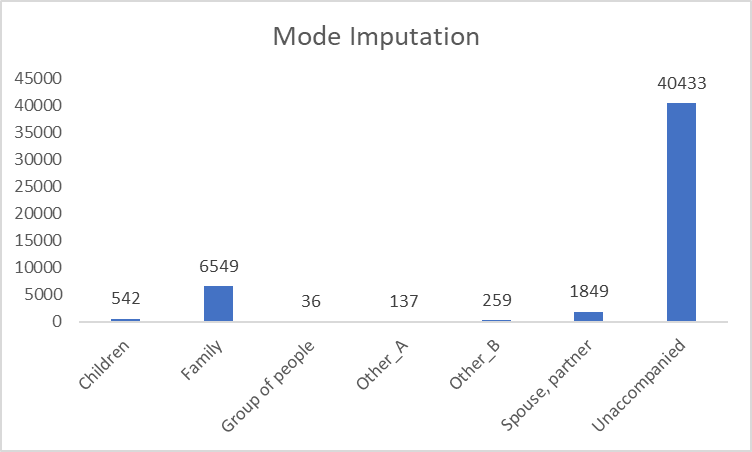 Mode Imputation
45000
40000
35000
30000
25000
20000
15000
10000
5000
0
542
6549
36
137
259
1849
40433
Children
Family
Group of people
Other_A
Other_B
Spouse, partner
Unaccompanied